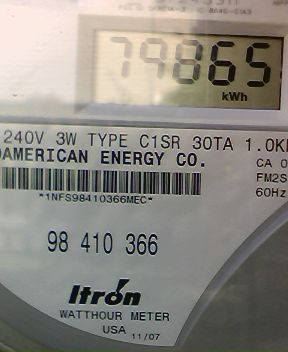 79865
kWh
240V 3W TYPE C1SR 30TA 1.0K
AMERICAN ENERGY CO.
CA 0
FM2S
60Hz
*1NFS98410366MEC*
98 410 366
Itron
WATTHOUR METER
USA 11/07